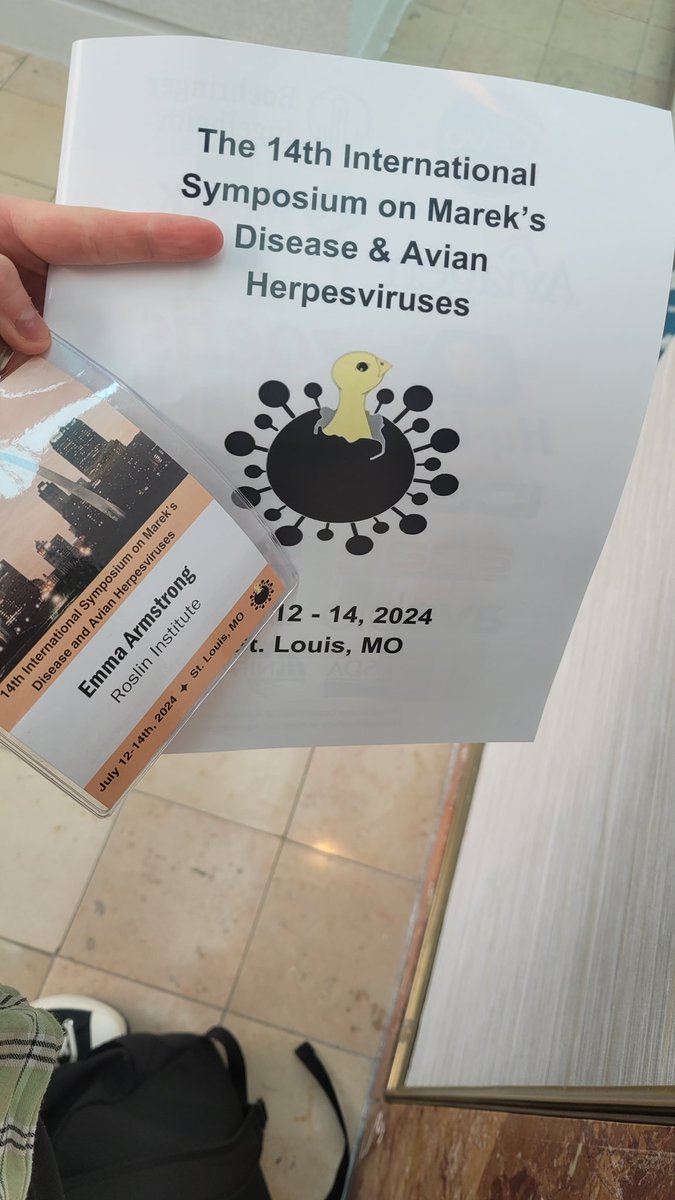 The 14th International
Symposium on Marek's
Disease & Avian
Herpesviruses
12 - 14, 2024
St. Louis, MO
14th International Symposium on Marek's
Disease and Avian Herpesviruses
Emma Armstrong
Roslin Institute
July 12-14th, 2024 ✦ St. Louis, MO